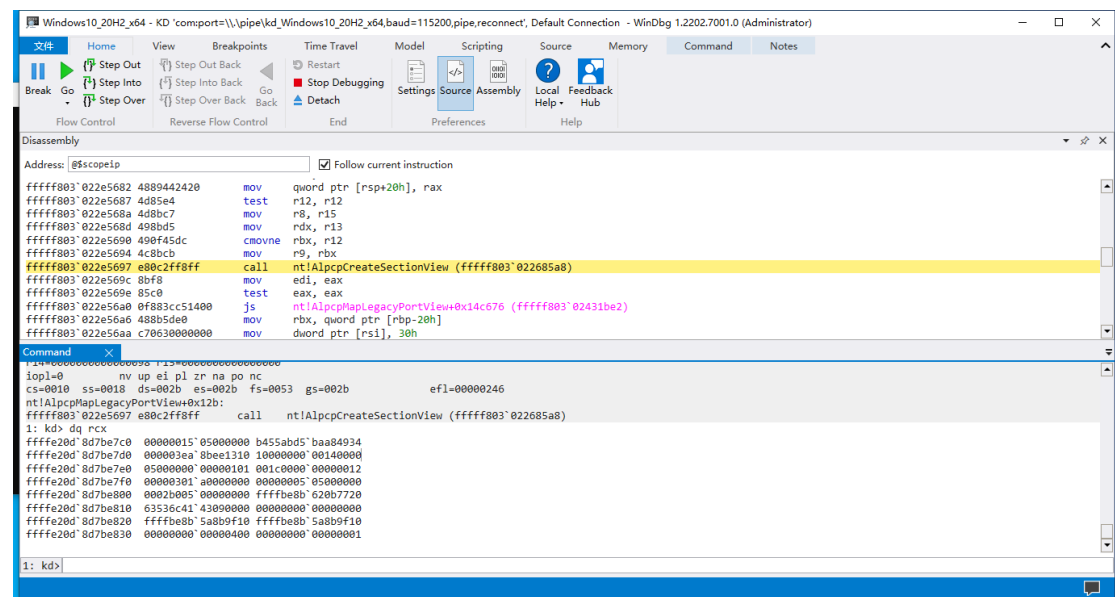 Windows10_20H2_x64 - KD 'com:port=\\.\pipe\kd_Windows10_20H2_x64,baud=115200,pipe,reconnect', Default Connection - WinDbg 1.2202.7001.0 (Administrator)
文件 Home View Breakpoints Time Travel Model Scripting Source Memory Command Notes
Break Go Step Out Step Into Step Over Step Out Back Step Into Back Step Over Back Go Back Restart Stop Debugging Detach Settings Source Assembly Local Help Feedback Hub
Flow Control Reverse Flow Control End Preferences Help
Disassembly
Address: @$scopeip Follow current instruction
fffff803`022e5682 4889442420 mov qword ptr [rsp+20h], rax
fffff803`022e5687 4d85e4 test r12, r12
fffff803`022e568a 4d8bc7 mov r8, r15
fffff803`022e568d 498bd5 mov rdx, r13
fffff803`022e5690 490f45dc cmovne rbx, r12
fffff803`022e5694 4c8bcb mov r9, rbx
fffff803`022e5697 e80c2ff8ff call nt!AlpcpCreateSectionView (fffff803`022685a8)
fffff803`022e569c 8bf8 mov edi, eax
fffff803`022e569e 85c0 test eax, eax
fffff803`022e56a0 0f883cc51400 js nt!AlpcpMapLegacyPortView+0x14c676 (fffff803`02431be2)
fffff803`022e56a6 488b5de0 mov rbx, qword ptr [rbp-20h]
fffff803`022e56aa c70630000000 mov dword ptr [rsi], 30h
Command
r14=0000000000000098 r15=0000000000000000
iopl=0 nv up ei pl zr na po nc
cs=0010 ss=0018 ds=002b es=002b fs=0053 gs=002b efl=00000246
nt!AlpcpMapLegacyPortView+0x12b:
fffff803`022e5697 e80c2ff8ff call nt!AlpcpCreateSectionView (fffff803`022685a8)
1: kd> dq rcx
ffffe20d`8d7be7c0 00000015`05000000 b455abd5`baa84934
ffffe20d`8d7be7d0 000003ea`8bee1310 10000000`00140000
ffffe20d`8d7be7e0 05000000`00000101 001c0000`00000012
ffffe20d`8d7be7f0 00000301`a0000000 00000005`05000000
ffffe20d`8d7be800 0002b005`00000000 ffffbe8b`620b7720
ffffe20d`8d7be810 63536c41`43090000 00000000`00000000
ffffe20d`8d7be820 ffffbe8b`5a8b9f10 ffffbe8b`5a8b9f10
ffffe20d`8d7be830 00000000`00000400 00000000`00000001
1: kd>